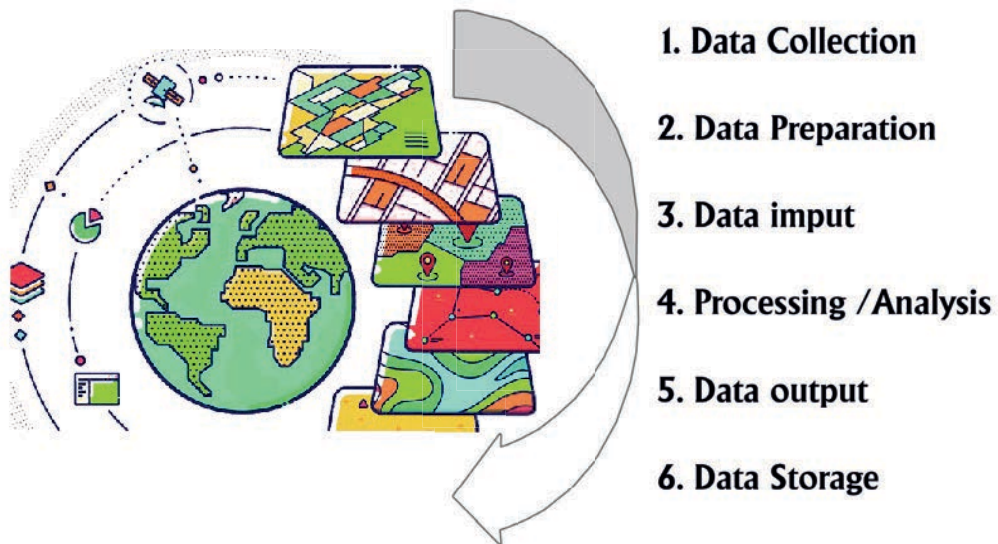 1. Data Collection
2. Data Preparation
3. Data imput
4. Processing /Analysis
5. Data output
6. Data Storage